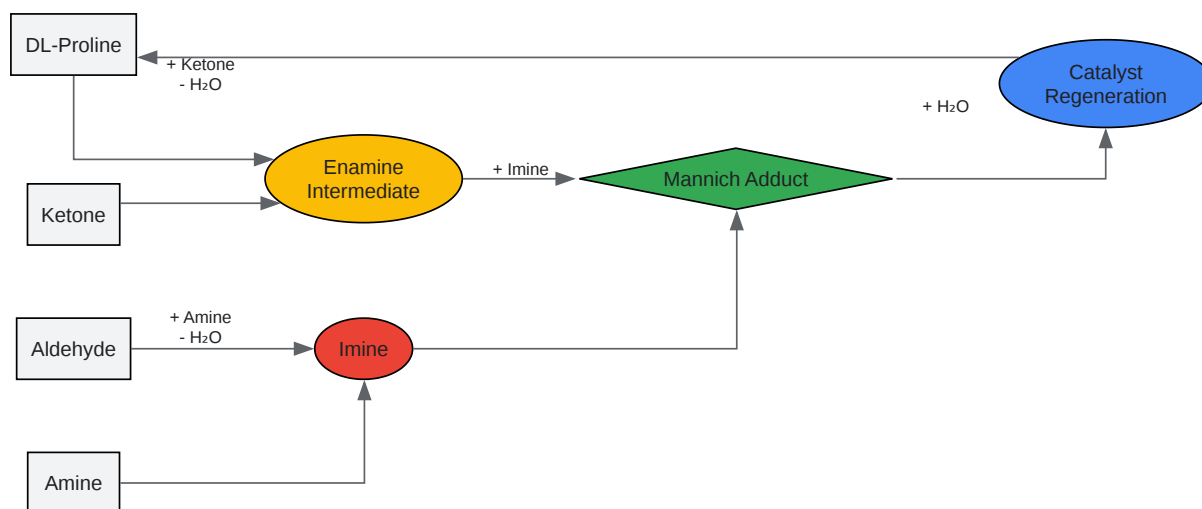 DL-Proline
+ Ketone
- H₂O
Catalyst
Regeneration
+ H₂O
Enamine
Intermediate
+ Imine
Mannich Adduct
Ketone
+ Amine
- H₂O
Aldehyde
Imine
Amine